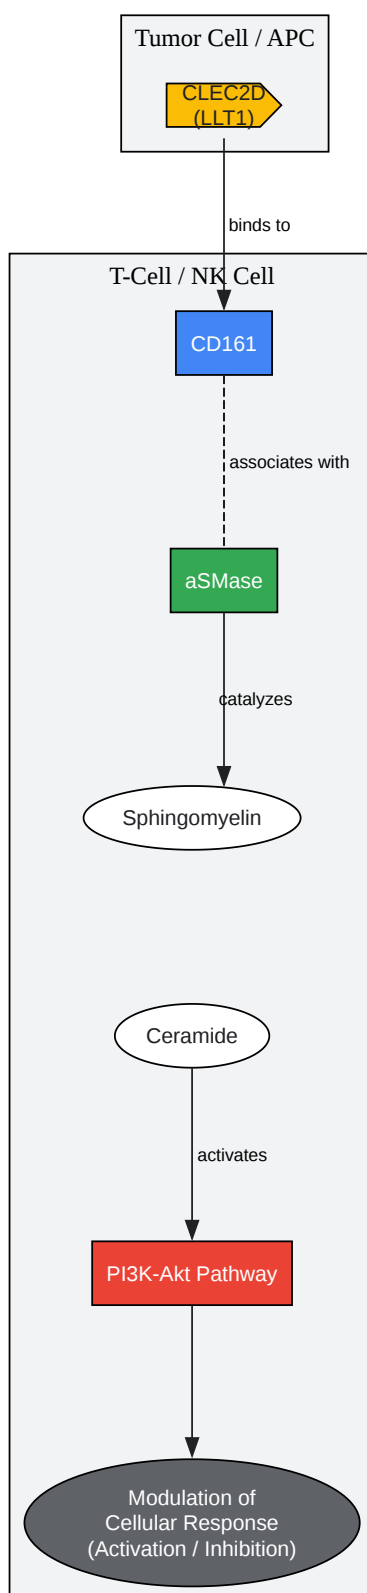 Tumor Cell / APC
CLEC2D
(LLT1)
binds to
T-Cell / NK Cell
CD161
associates with
aSMase
catalyzes
Sphingomyelin
Ceramide
activates
PI3K-Akt Pathway
Modulation of
Cellular Response
(Activation / Inhibition)